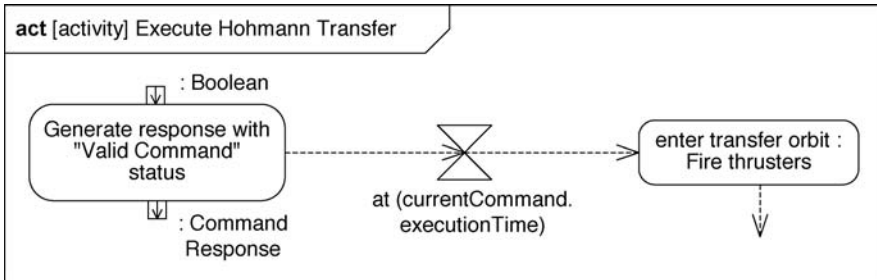 act [activity] Execute Hohmann Transfer
: Boolean
Generate response with
"Valid Command"
status
: Command
Response
at (currentCommand.
executionTime)
enter transfer orbit :
Fire thrusters